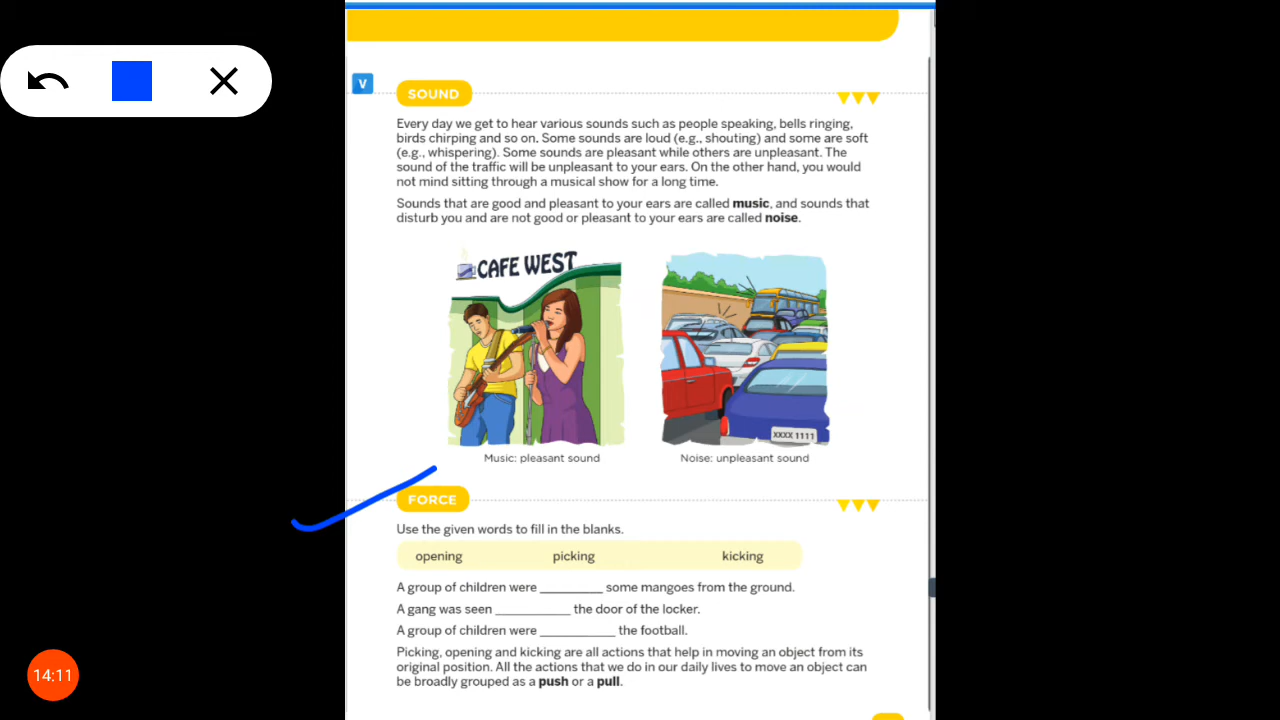 V
SOUND
Every day we get to hear various sounds such as people speaking, bells ringing,
birds chirping and so on. Some sounds are loud (e.g., shouting) and some are soft
(e.g., whispering). Some sounds are pleasant while others are unpleasant. The
sound of the traffic will be unpleasant to your ears. On the other hand, you would
not mind sitting through a musical show for a long time.
Sounds that are good and pleasant to your ears are called music, and sounds that
disturb you and are not good or pleasant to your ears are called noise.
CAFE WEST
XXXX 1111
Music: pleasant sound
Noise: unpleasant sound
FORCE
Use the given words to fill in the blanks.
opening picking kicking
A group of children were _________ some mangoes from the ground.
A gang was seen ___________ the door of the locker.
A group of children were ___________ the football.
Picking, opening and kicking are all actions that help in moving an object from its
original position. All the actions that we do in our daily lives to move an object can
be broadly grouped as a push or a pull.
14:11